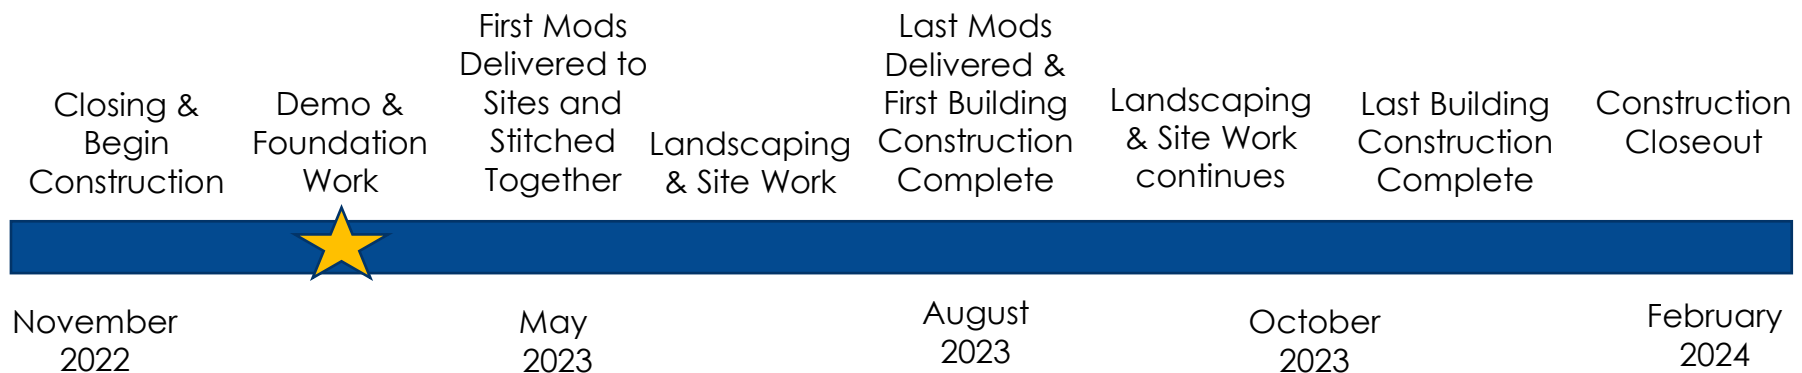 Closing &
Begin
Construction
Demo &
Foundation
Work
First Mods
Delivered to
Sites and
Stitched
Together
Landscaping
& Site Work
Last Mods
Delivered &
First Building
Construction
Complete
Landscaping
& Site Work
continues
Last Building
Construction
Complete
Construction
Closeout
November
2022
May
2023
August
2023
October
2023
February
2024